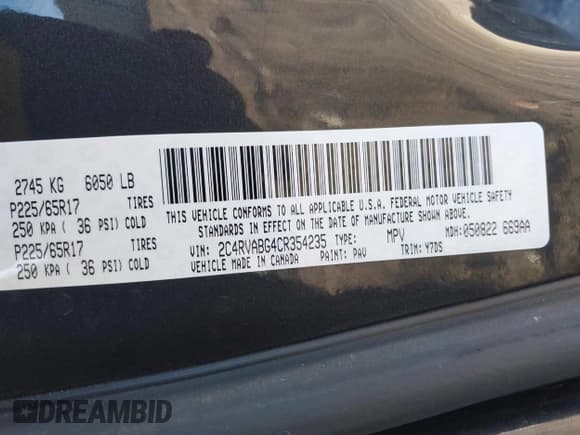 2745 KG 6050 LB
P225/65R17 TIRES
250 KPA ( 36 PSI) COLD
P225/65R17 TIRES
250 KPA ( 36 PSI) COLD
THIS VEHICLE CONFORMS TO ALL APPLICABLE U.S.A. FEDERAL MOTOR VEHICLE SAFETY
STANDARDS IN EFFECT ON THE DATE OF MANUFACTURE SHOWN ABOVE.
VIN: 2C4RVABG4CR354235 TYPE: MPV MDH: 050822 669AA
VEHICLE MADE IN CANADA PAINT: PAV TRIM: Y7DS
DREAMBID